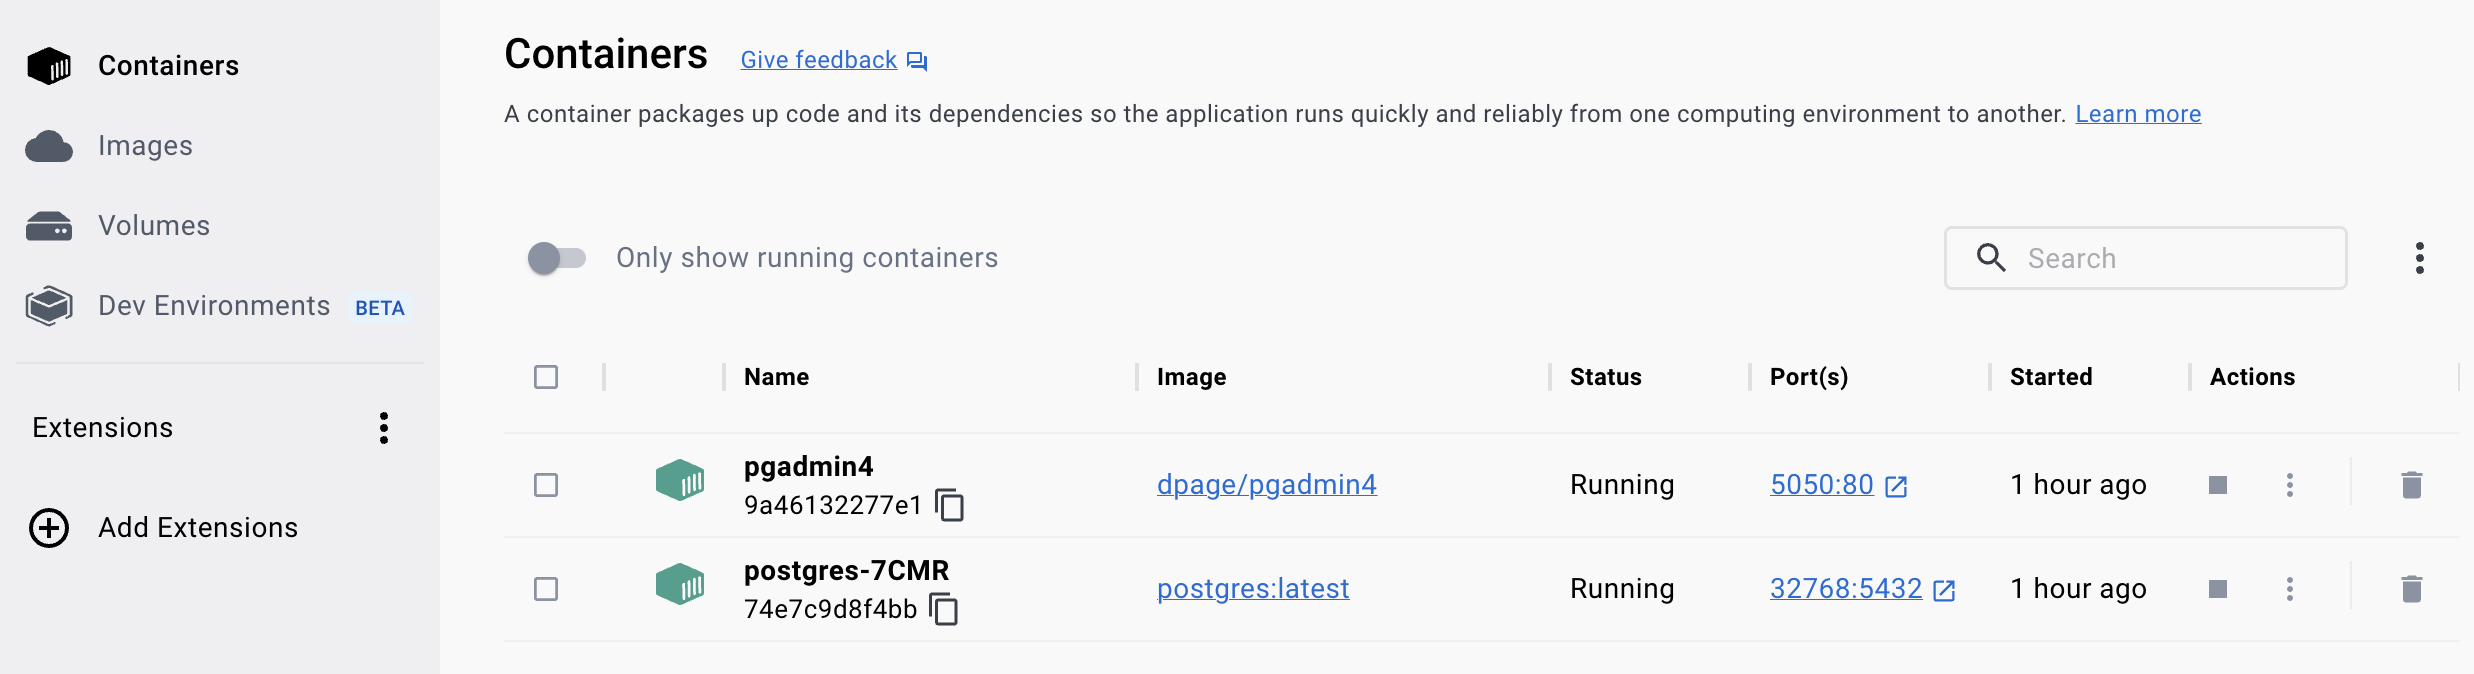 Containers
Images
Volumes
Dev Environments BETA
Extensions
Add Extensions
Containers Give feedback
A container packages up code and its dependencies so the application runs quickly and reliably from one computing environment to another. Learn more
Only show running containers
Search
Name Image Status Port(s) Started Actions
pgadmin4
9a46132277e1
dpage/pgadmin4 Running 5050:80 1 hour ago
postgres-7CMR
74e7c9d8f4bb
postgres:latest Running 32768:5432 1 hour ago